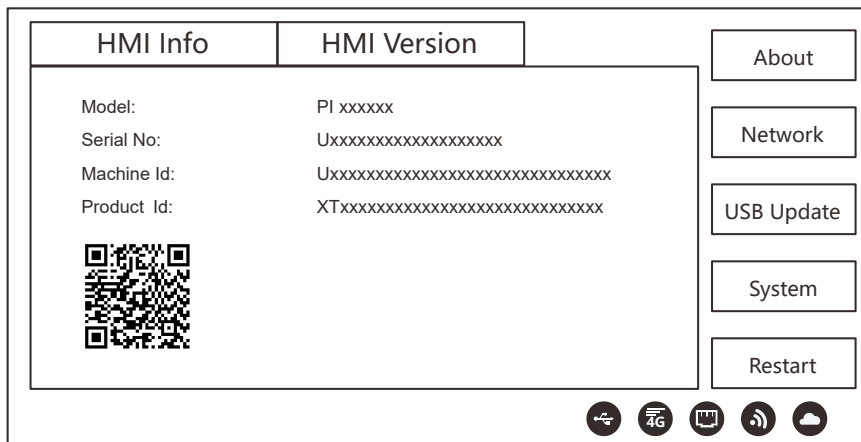 HMI Info
HMI Version
Model: PI xxxxxx
Serial No: Uxxxxxxxxxxxxxxxxxxx
Machine Id: Uxxxxxxxxxxxxxxxxxxxxxxxxxxxxxxx
Product Id: XTxxxxxxxxxxxxxxxxxxxxxxxxxxxxx
About
Network
USB Update
System
Restart
4G